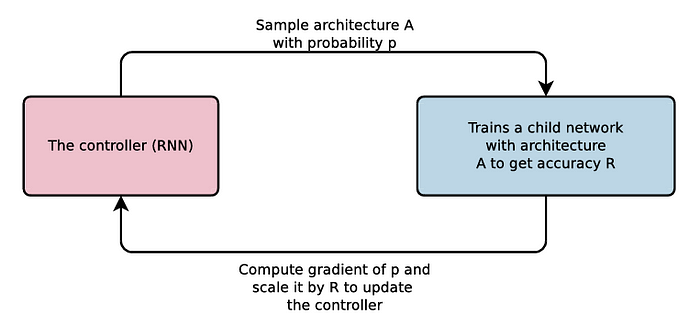 Sample architecture A
with probability p
The controller (RNN)
Trains a child network
with architecture
A to get accuracy R
Compute gradient of p and
scale it by R to update
the controller